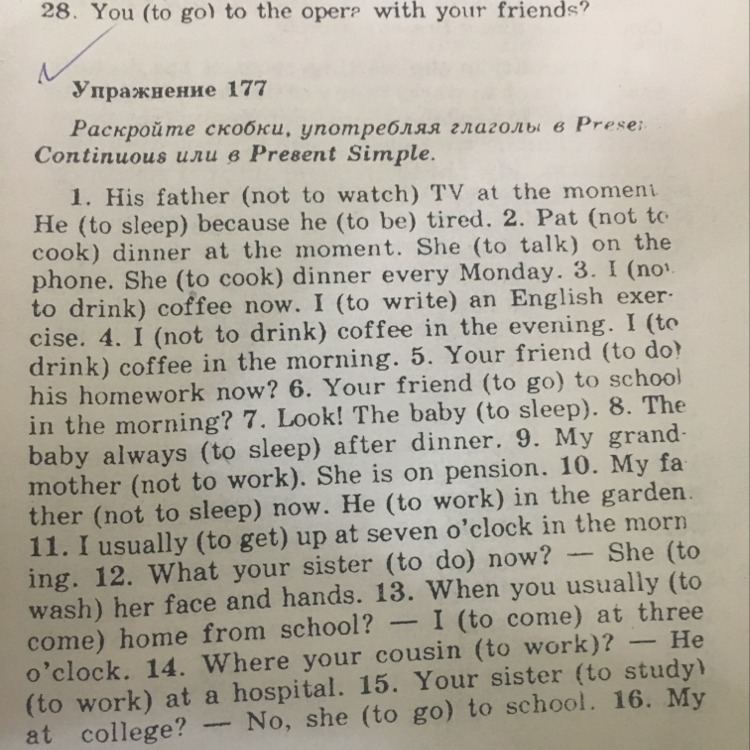 28. You (to go) to the opera with your friends?
Упражнение 177
Раскройте скобки, употребляя глаголы в Prese
Continuous или в Present Simple.
1. His father (not to watch) TV at the moment
He (to sleep) because he (to be) tired. 2. Pat (not to
cook) dinner at the moment. She (to talk) on the
phone. She (to cook) dinner every Monday. 3. I (not
to drink) coffee now. I (to write) an English exer-
cise. 4. I (not to drink) coffee in the evening. I (to
drink) coffee in the morning. 5. Your friend (to do)
his homework now? 6. Your friend (to go) to school
in the morning? 7. Look! The baby (to sleep). 8. The
baby always (to sleep) after dinner. 9. My grand-
mother (not to work). She is on pension. 10. My fa
ther (not to sleep) now. He (to work) in the garden.
11. I usually (to get) up at seven o'clock in the morn
ing. 12. What your sister (to do) now? — She (to
wash) her face and hands. 13. When you usually (to
come) home from school? — I (to come) at three
o'clock. 14. Where your cousin (to work)? — He
(to work) at a hospital. 15. Your sister (to study)
at college? — No, she (to go) to school. 16. My